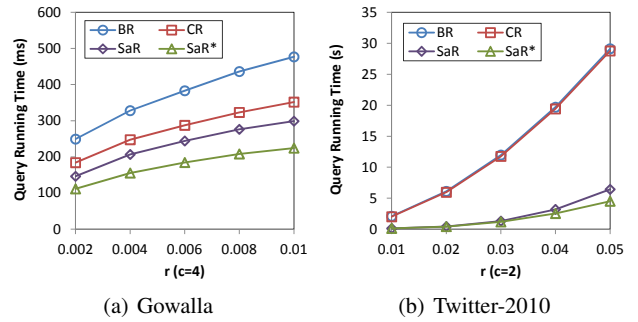 BR CR
SaR SaR*
600
500
400
300
200
100
0
Query Running Time (ms)
0.002 0.004 0.006 0.008 0.01
r (c=4)
(a) Gowalla
BR CR
SaR SaR*
35
30
25
20
15
10
5
0
Query Running Time (s)
0.01 0.02 0.03 0.04 0.05
r (c=2)
(b) Twitter-2010